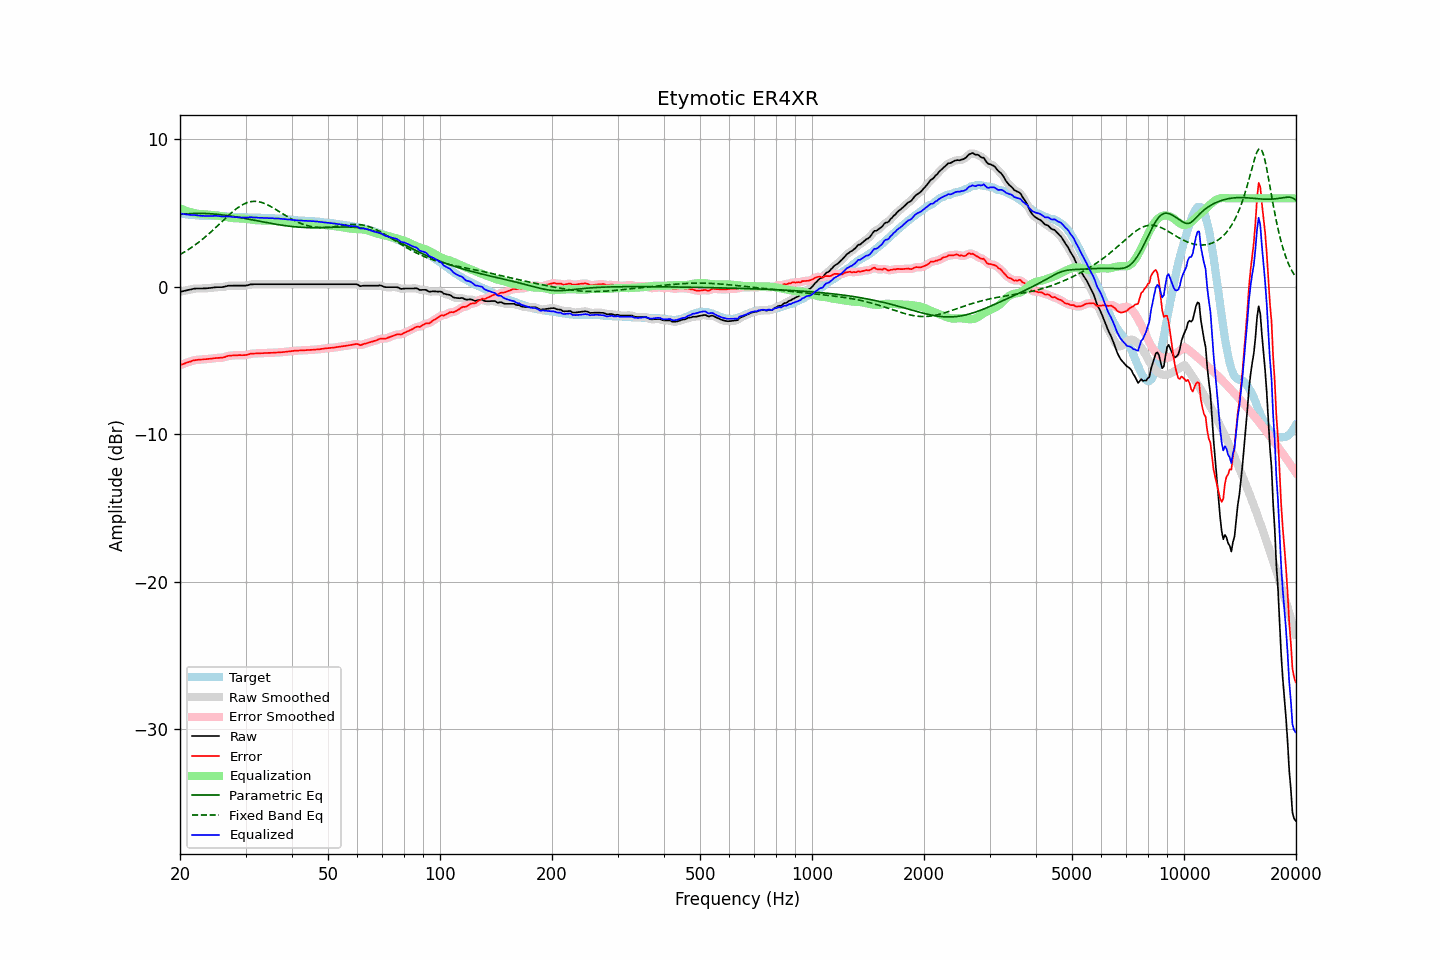 Etymotic ER4XR
10
0
−10
−20
−30
Amplitude (dBr)
Target
Raw Smoothed
Error Smoothed
Raw
Error
Equalization
Parametric Eq
Fixed Band Eq
Equalized
20 50 100 200 500 1000 2000 5000 10000 20000
Frequency (Hz)